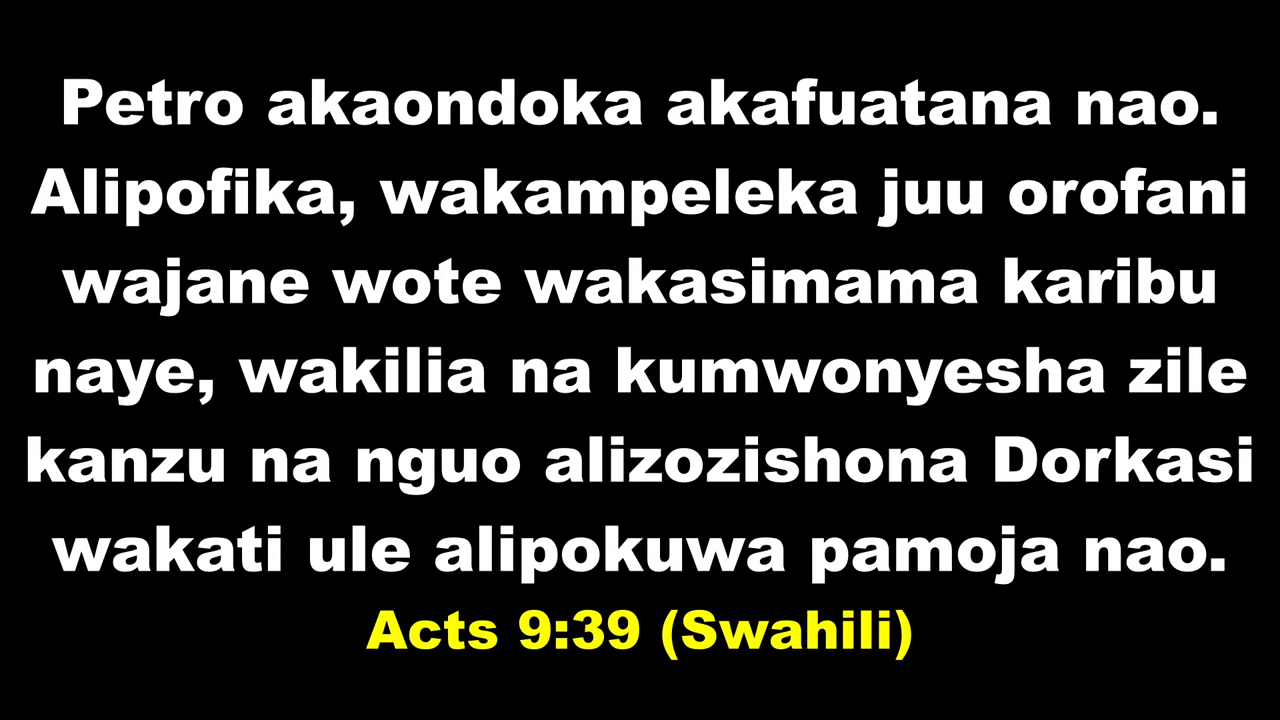 Petro akaondoka akafuatana nao.
Alipofika, wakampeleka juu orofani
wajane wote wakasimama karibu
naye, wakilia na kumwonyesha zile
kanzu na nguo alizozishona Dorkasi
wakati ule alipokuwa pamoja nao.
Acts 9:39 (Swahili)